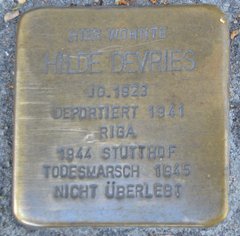 HIER WOHNTE
HILDE DEVRIES
JG. 1923
DEPORTIERT 1941
RIGA
1944 STUTTHOF
TODESMARSCH 1945
NICHT ÜBERLEBT